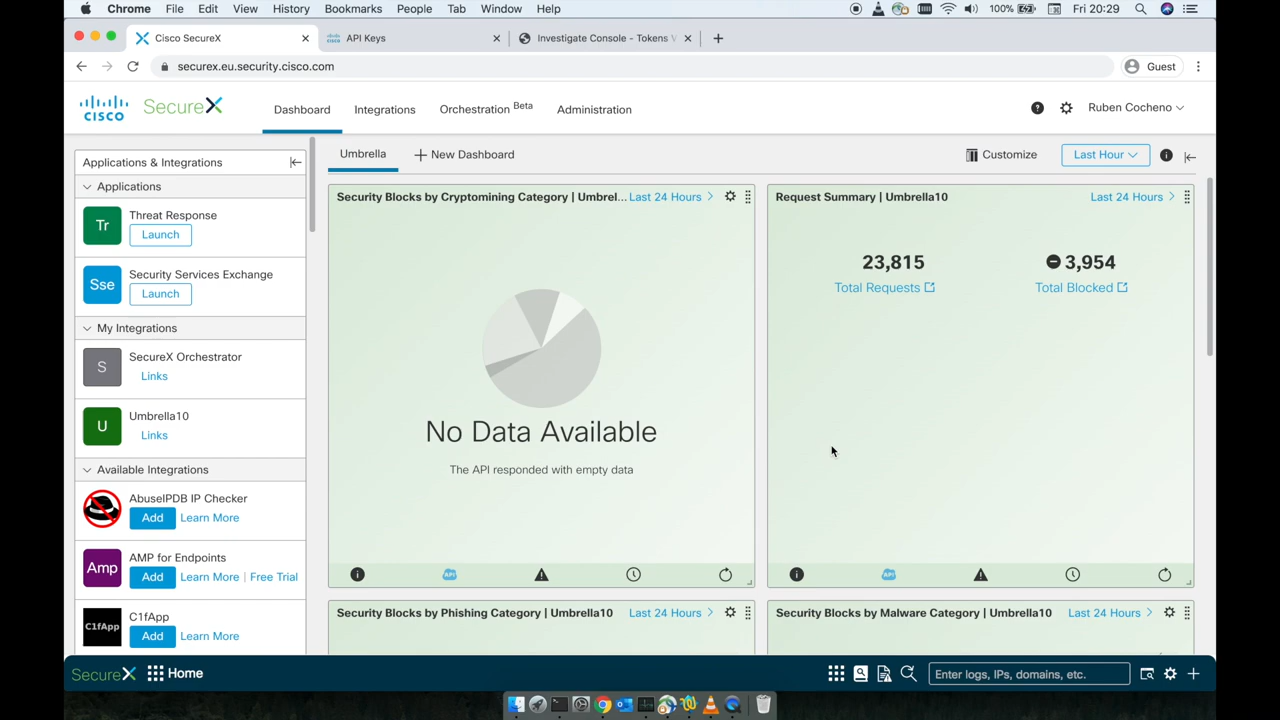 Chrome File Edit View History Bookmarks People Tab Window Help 100% Fri 20:29
Cisco SecureX API Keys Investigate Console - Tokens
securex.eu.security.cisco.com Guest
cisco SecureX Dashboard Integrations Orchestration Beta Administration Ruben Cocheno
Applications & Integrations
Applications
Tr Threat Response
Launch
Sse Security Services Exchange
Launch
My Integrations
S SecureX Orchestrator
Links
U Umbrella10
Links
Available Integrations
AbuseIPDB IP Checker
Add Learn More
Amp AMP for Endpoints
Add Learn More | Free Trial
C1fApp C1fApp
Add Learn More
Umbrella New Dashboard Customize Last Hour
Security Blocks by Cryptomining Category | Umbrel... Last 24 Hours
No Data Available
The API responded with empty data
API
Request Summary | Umbrella10 Last 24 Hours
23,815 3,954
Total Requests Total Blocked
API
Security Blocks by Phishing Category | Umbrella10 Last 24 Hours
Security Blocks by Malware Category | Umbrella10 Last 24 Hours
SecureX Home Enter logs, IPs, domains, etc.